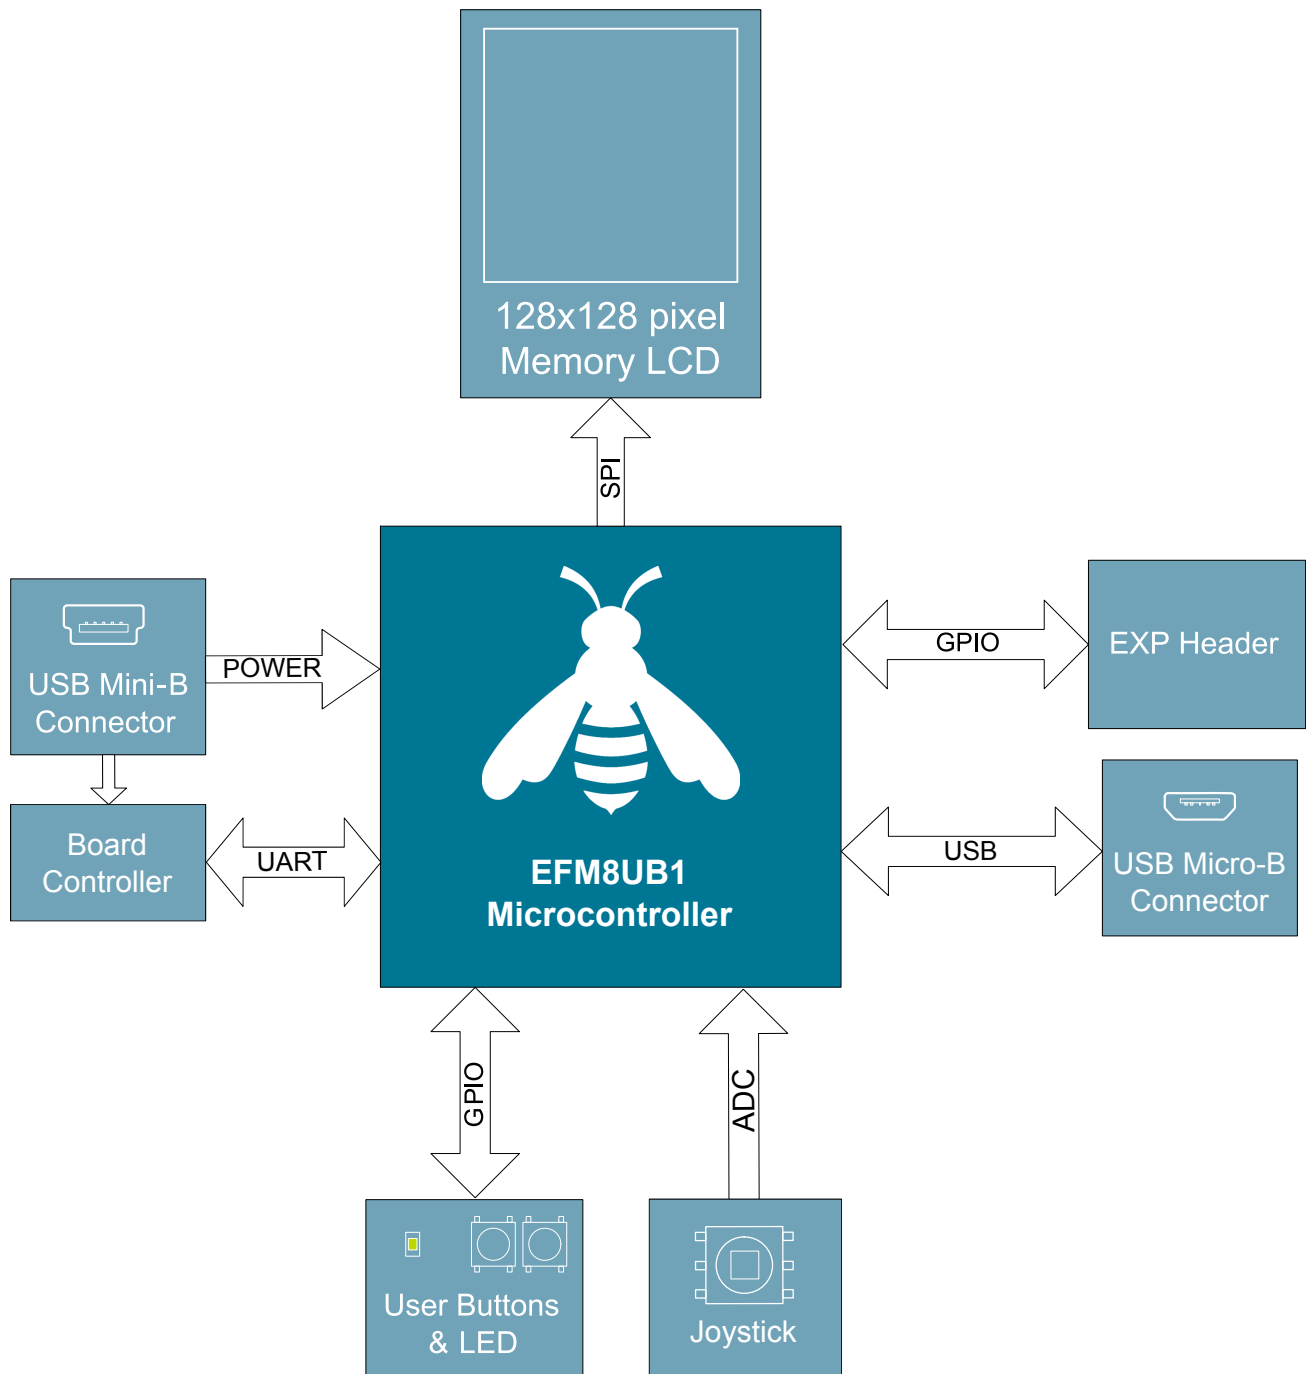 128x128 pixel
Memory LCD
SPI
USB Mini-B
Connector
POWER
GPIO
EXP Header
Board
Controller
UART
EFM8UB1
Microcontroller
USB
USB Micro-B
Connector
GPIO
ADC
User Buttons
& LED
Joystick